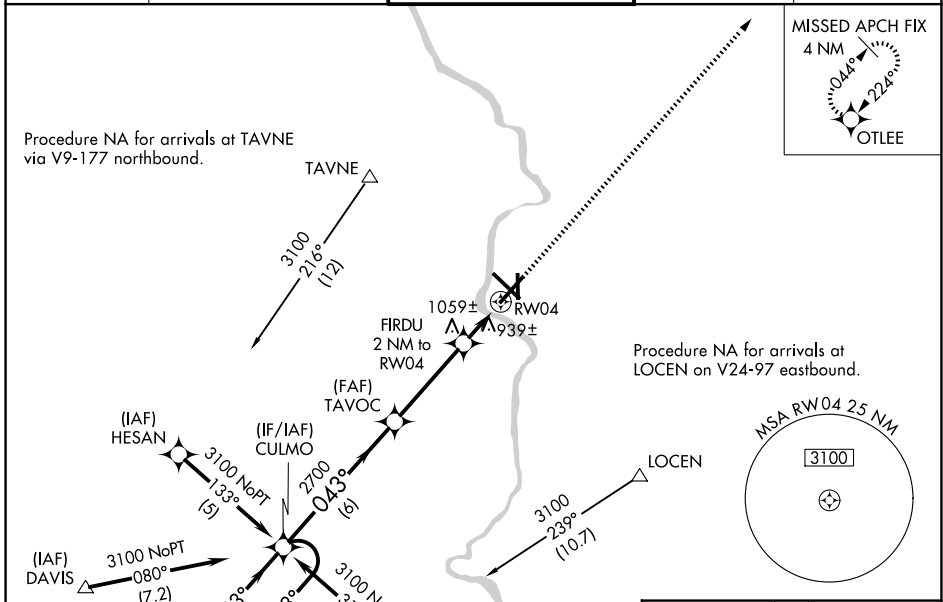 MISSED APCH FIX
4 NM
044°
224°
OTLEE
Procedure NA for arrivals at TAVNE
via V9-177 northbound.
TAVNE
3100
216°
(12)
1059±
RW04
939±
FIRDU
2 NM to
RW04
Procedure NA for arrivals at
LOCEN on V24-97 eastbound.
(FAF)
TAVOC
MSA RW04 25 NM
3100
(IAF)
HESAN
3100 NoPT
133°
(5)
(IF/IAF)
CULMO
2700
043°
(6)
LOCEN
3100
239°
(10.7)
(IAF)
DAVIS
3100 NoPT
080°
(7.2)
3100 N